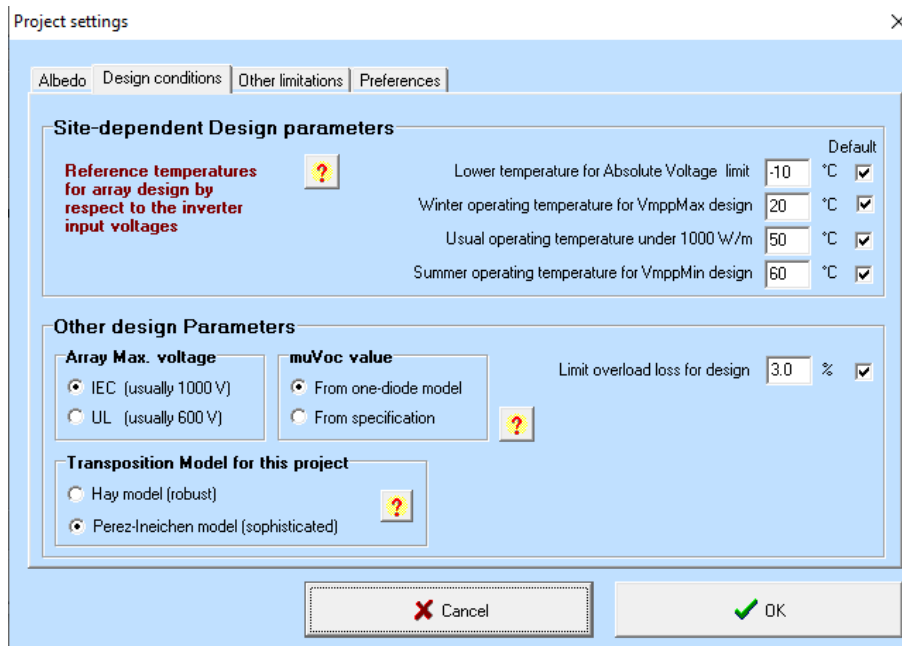 Project settings
Albedo Design conditions Other limitations Preferences
Site-dependent Design parameters
Default
Reference temperatures
for array design by
respect to the inverter
input voltages
?
Lower temperature for Absolute Voltage limit -10 °C
Winter operating temperature for VmppMax design 20 °C
Usual operating temperature under 1000 W/m 50 °C
Summer operating temperature for VmppMin design 60 °C
Other design Parameters
Array Max. voltage
IEC (usually 1000 V)
UL (usually 600 V)
muVoc value
From one-diode model
From specification
?
Limit overload loss for design 3.0 %
Transposition Model for this project
Hay model (robust)
Perez-Ineichen model (sophisticated)
?
Cancel OK